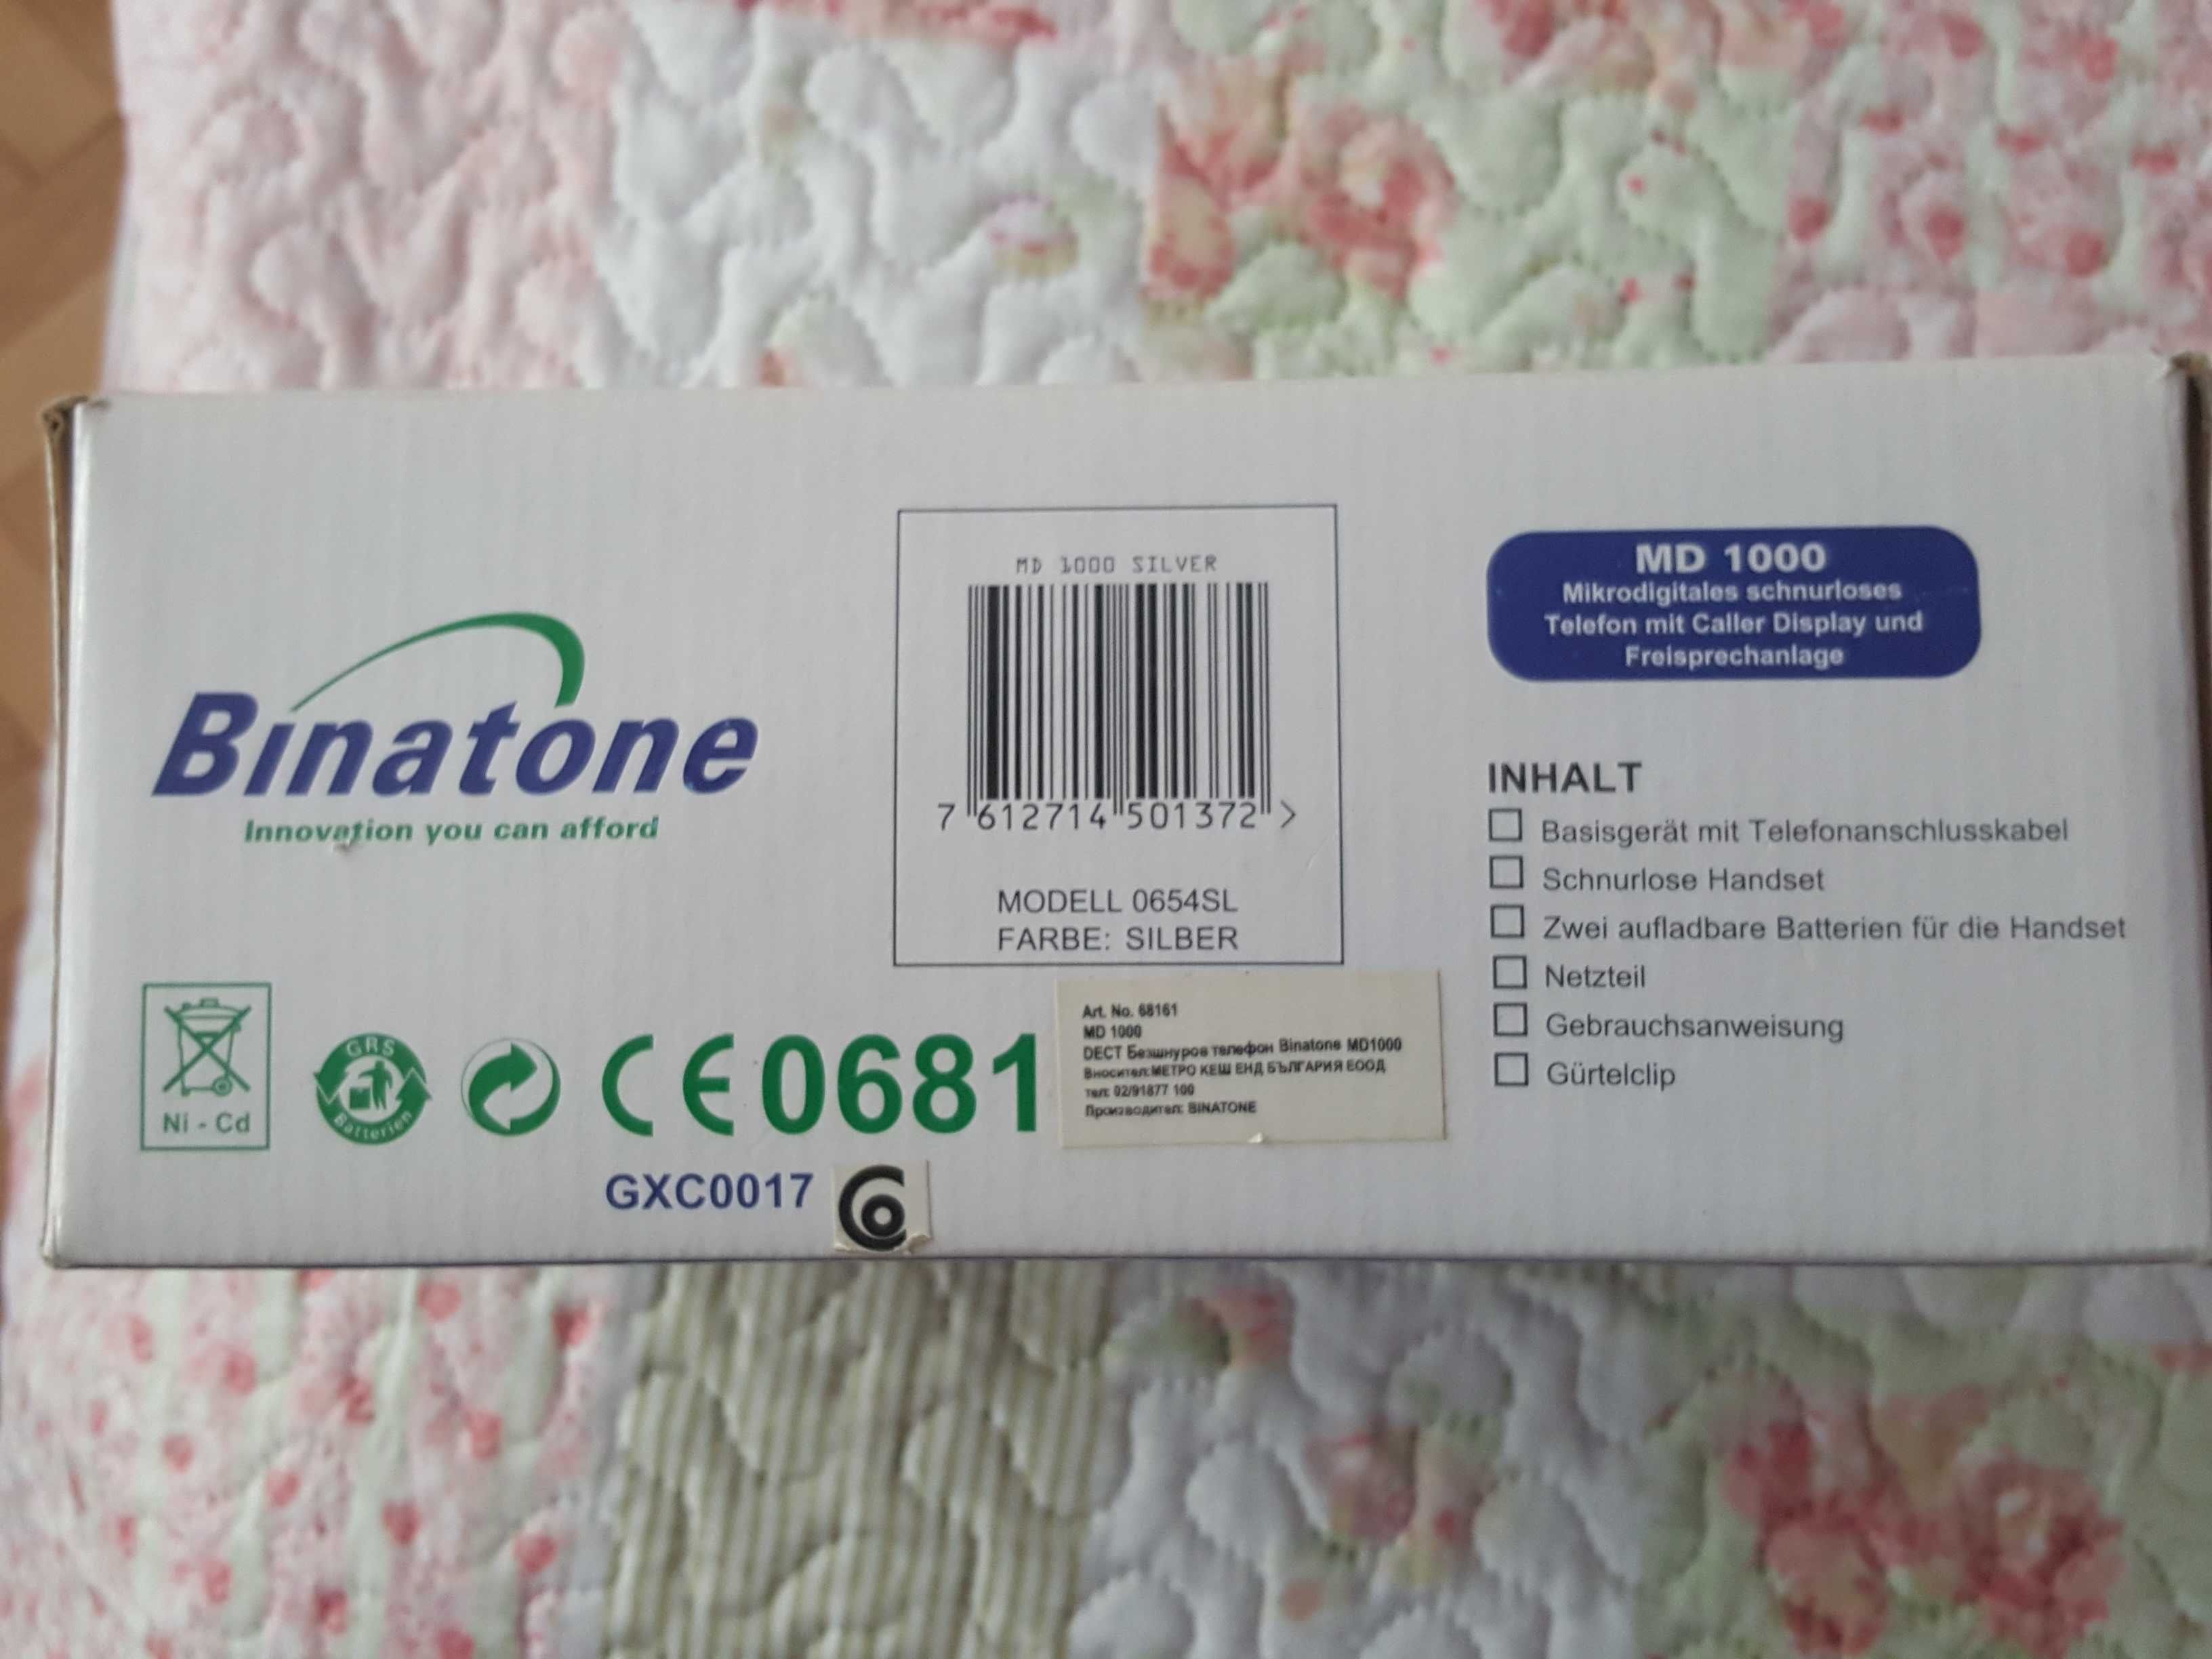 Binatone
Innovation you can afford
MD 1000 SILVER
7 612714 501372 >
MODELL 0654SL
FARBE: SILBER
MD 1000
Mikrodigitales schnurloses
Telefon mit Caller Display und
Freisprechanlage
INHALT
Basisgerät mit Telefonanschlusskabel
Schnurlose Handset
Zwei aufladbare Batterien für die Handset
Netzteil
Gebrauchsanweisung
Gürtelclip
Ni - Cd
GRS
Batterien
CE 0681
GXC0017
Art. No. 68161
MD 1000
DECT Безшнуров телефон Binatone MD1000
Вносител: МЕТРО КЕШ ЕНД БЪЛГАРИЯ ЕООД
тел: 02/91877 100
Производител: BINATONE